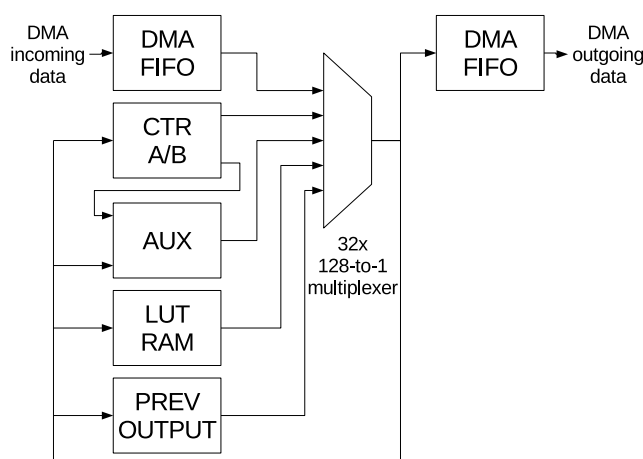 DMA
incoming
data
DMA
FIFO
CTR
A/B
AUX
LUT
RAM
PREV
OUTPUT
32x
128-to-1
multiplexer
DMA
FIFO
DMA
outgoing
data